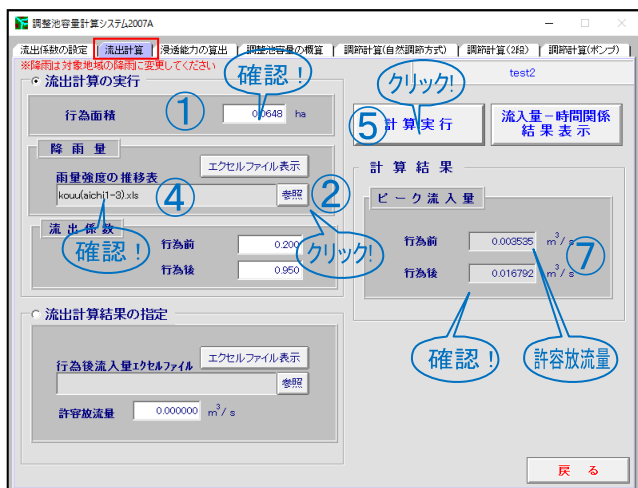 調整池容量計算システム2007A
流出係数の設定 流出計算 浸透能力の算出 調整池容量の概算 調節計算(自然調節方式) 調節計算(2段) 調節計算(ポンプ)
※降雨は対象地域の降雨に変更してください
流出計算の実行
確認！
クリック!
test2
行為面積 ① 0.0648 ha
⑤ 計算実行
流入量－時間関係
結果表示
降雨量
エクセルファイル表示
雨量強度の推移表
kouu(aichi1-3).xls ④ 参照 ②
計算結果
ピーク流入量
流出係数
確認！
行為前 0.200
クリック!
行為後 0.950
行為前 0.003535 m3/s
⑦
行為後 0.016792 m3/s
確認！
許容放流量
流出計算結果の指定
エクセルファイル表示
行為後流入量エクセルファイル
参照
許容放流量 0.000000 m3/s
戻る